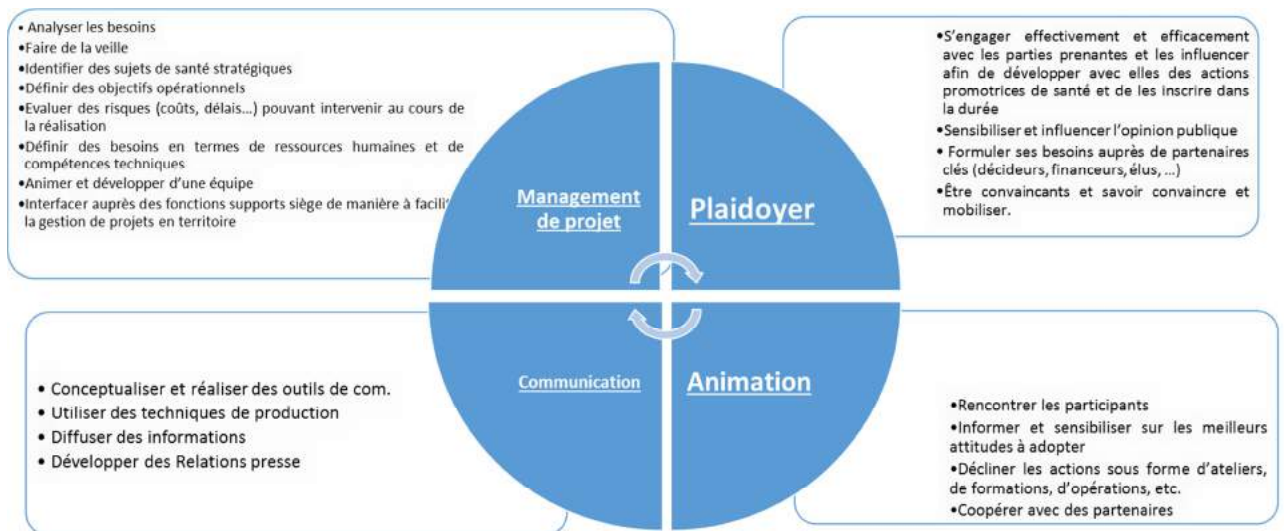 • Analyser les besoins
•Faire de la veille
•Identifier des sujets de santé stratégiques
•Définir des objectifs opérationnels
•Evaluer des risques (coûts, délais...) pouvant intervenir au cours de
la réalisation
•Définir des besoins en termes de ressources humaines et de
compétences techniques
•Animer et développer d'une équipe
•Interfacer auprès des fonctions supports siège de manière à facilit
la gestion de projets en territoire
Management
de projet
Plaidoyer
•S'engager effectivement et efficacement
avec les parties prenantes et les influencer
afin de développer avec elles des actions
promotrices de santé et de les inscrire dans
la durée
•Sensibiliser et influencer l'opinion publique
• Formuler ses besoins auprès de partenaires
clés (décideurs, financeurs, élus, ...)
•Être convaincants et savoir convaincre et
mobiliser.
• Conceptualiser et réaliser des outils de com.
• Utiliser des techniques de production
• Diffuser des informations
• Développer des Relations presse
Communication
Animation
•Rencontrer les participants
•Informer et sensibiliser sur les meilleurs
attitudes à adopter
•Décliner les actions sous forme d'ateliers,
de formations, d'opérations, etc.
•Coopérer avec des partenaires